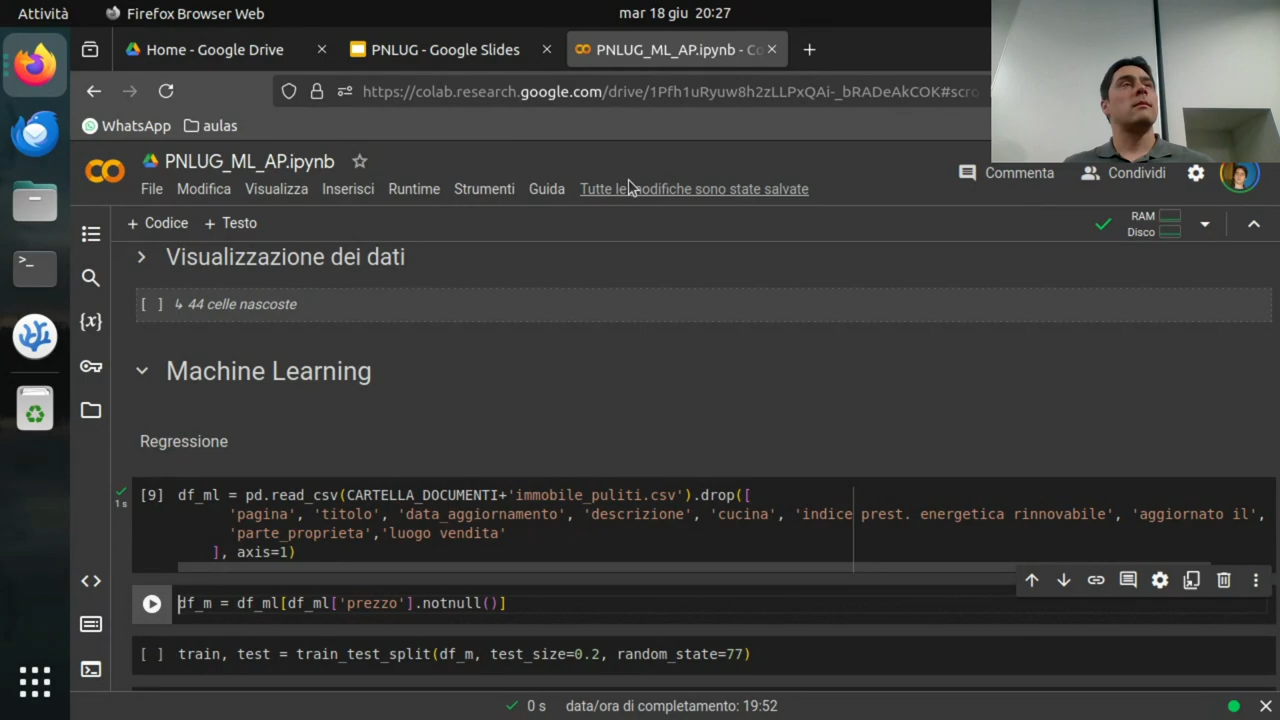 Attività
Firefox Browser Web
mar 18 giu 20:27
Home - Google Drive
PNLUG - Google Slides
PNLUG_ML_AP.ipynb - Co
https://colab.research.google.com/drive/1Pfh1uRyuw8h2zLLPxQAi-_bRADeAkCOK#scro
WhatsApp
aulas
PNLUG_ML_AP.ipynb
File Modifica Visualizza Inserisci Runtime Strumenti Guida Tutte le modifiche sono state salvate
Commenta
Condividi
+ Codice + Testo
RAM
Disco
Visualizzazione dei dati
[ ] ↳ 44 celle nascoste
Machine Learning
Regressione
[9] df_ml = pd.read_csv(CARTELLA_DOCUMENTI+'immobile_puliti.csv').drop([
1 s
'pagina', 'titolo', 'data_aggiornamento', 'descrizione', 'cucina', 'indice prest. energetica rinnovabile', 'aggiornato il',
'parte_proprieta','luogo vendita'
], axis=1)
df_m = df_ml[df_ml['prezzo'].notnull()]
[ ] train, test = train_test_split(df_m, test_size=0.2, random_state=77)
0 s data/ora di completamento: 19:52